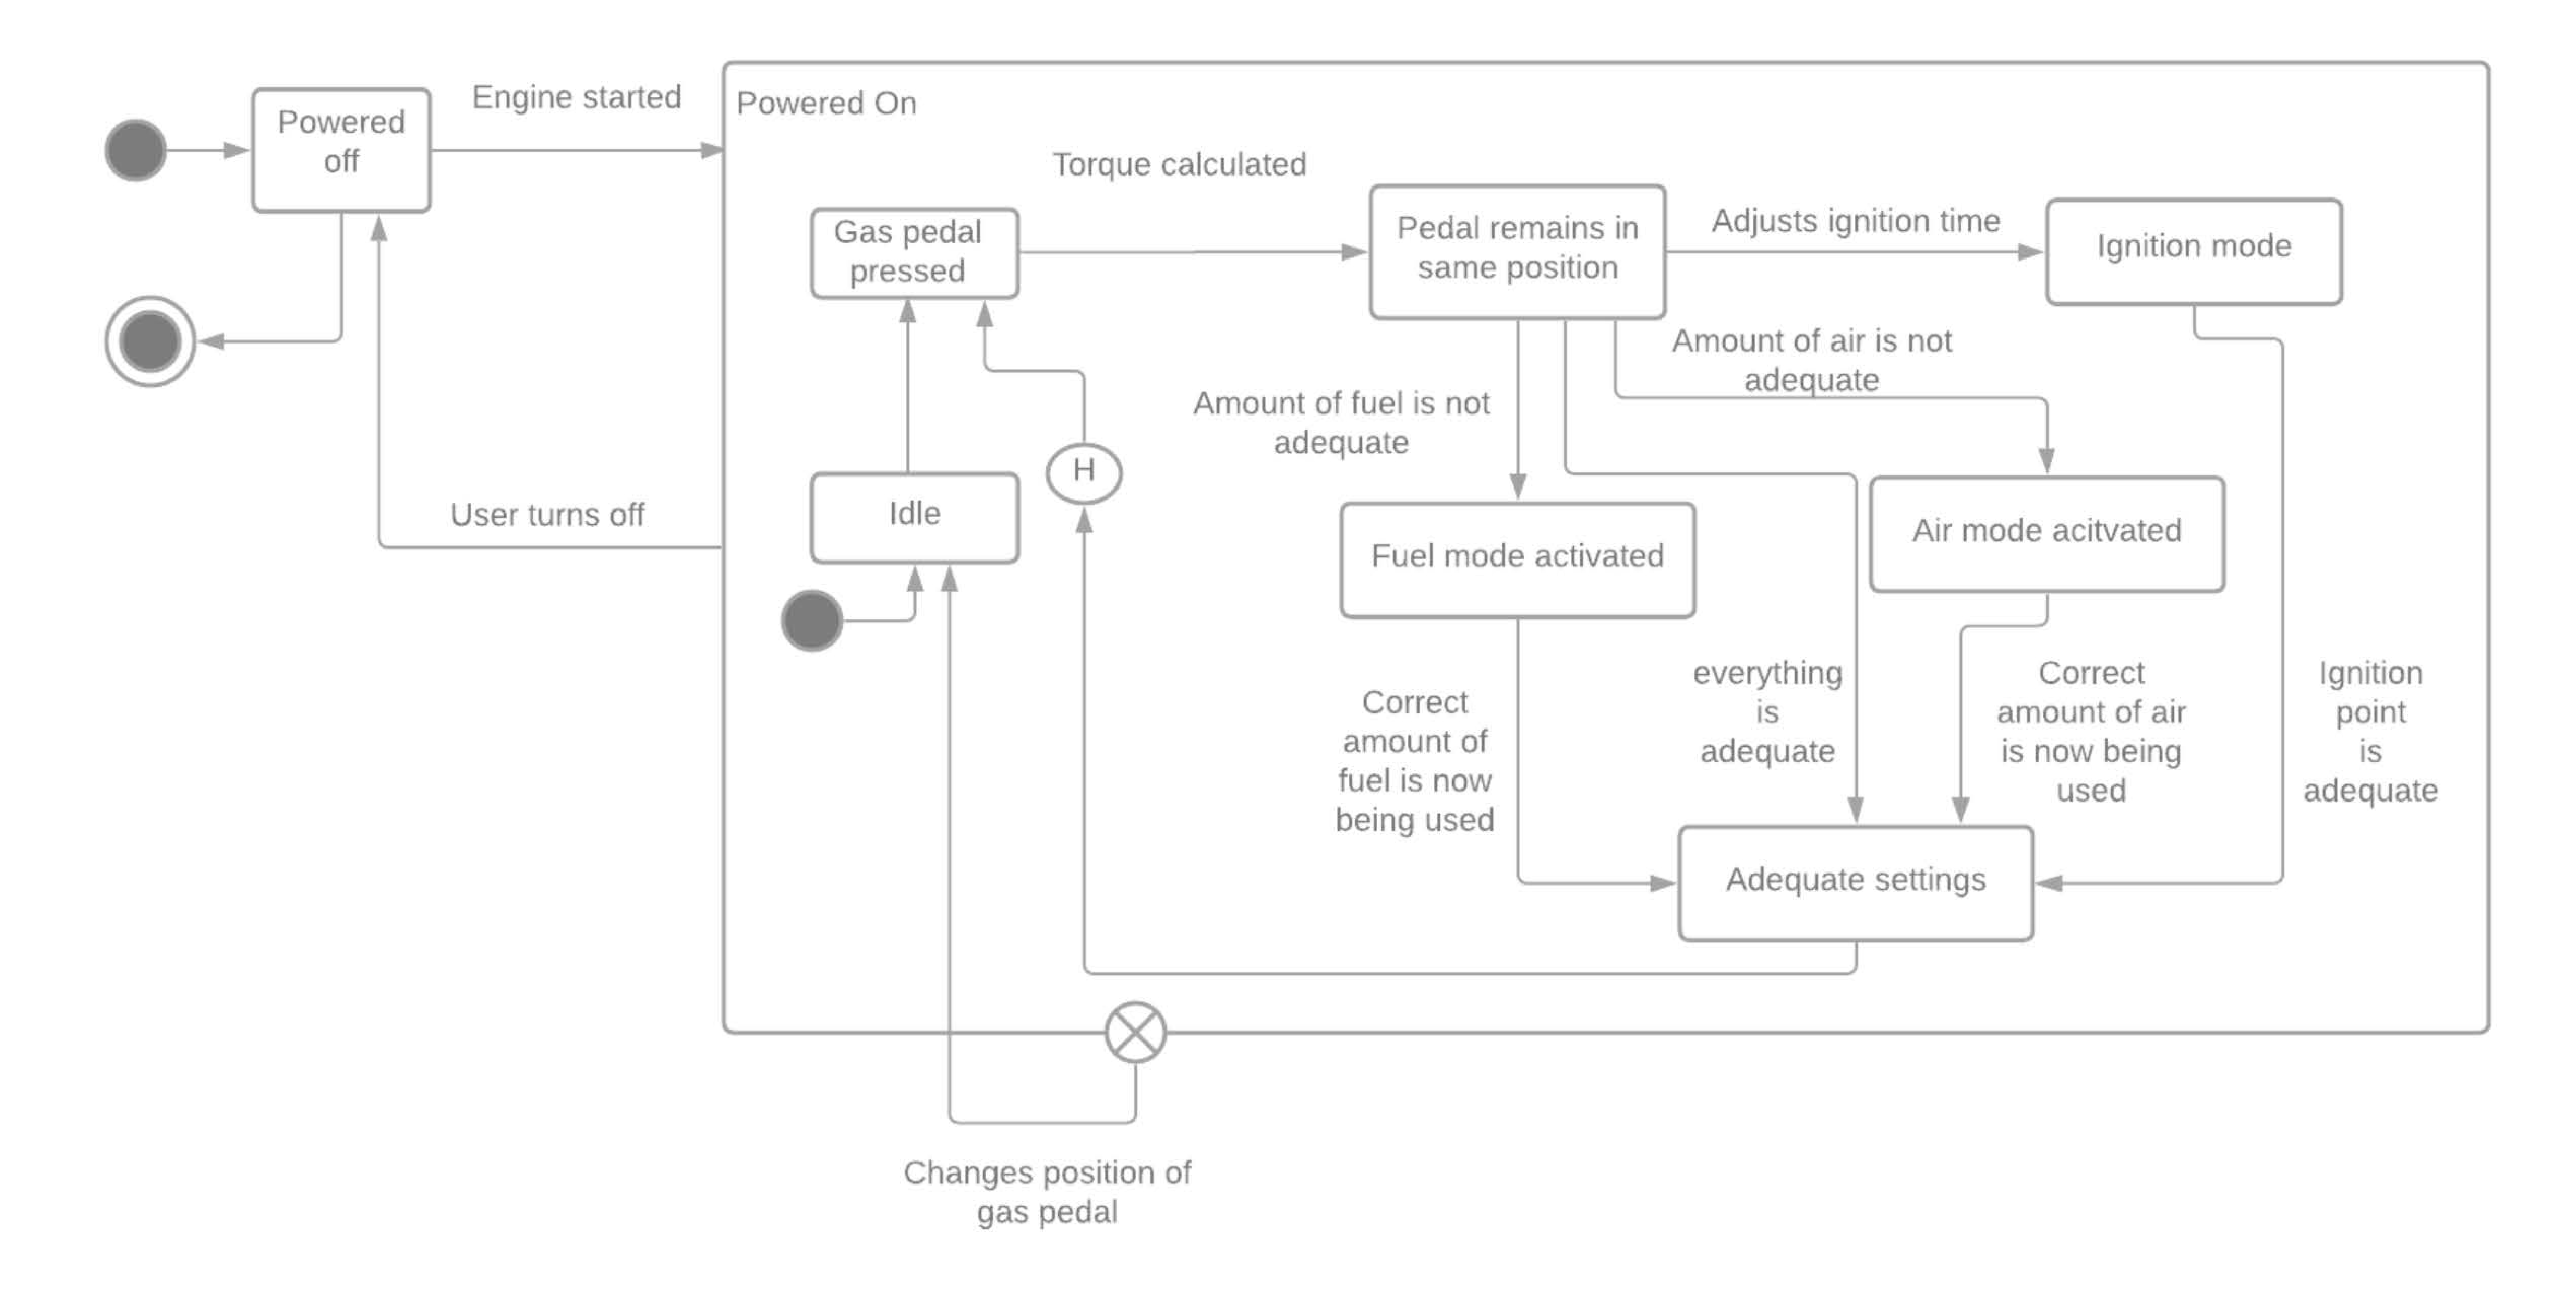 Engine started
Powered
off
Powered On
Torque calculated
Gas pedal
pressed
Pedal remains in
same position
Adjusts ignition time
Ignition mode
Amount of air is not
adequate
Amount of fuel is not
adequate
H
Idle
User turns off
Fuel mode activated
Air mode acitvated
Correct
amount of
fuel is now
being used
everything
is
adequate
Correct
amount of air
is now being
used
Ignition
point
is
adequate
Adequate settings
Changes position of
gas pedal